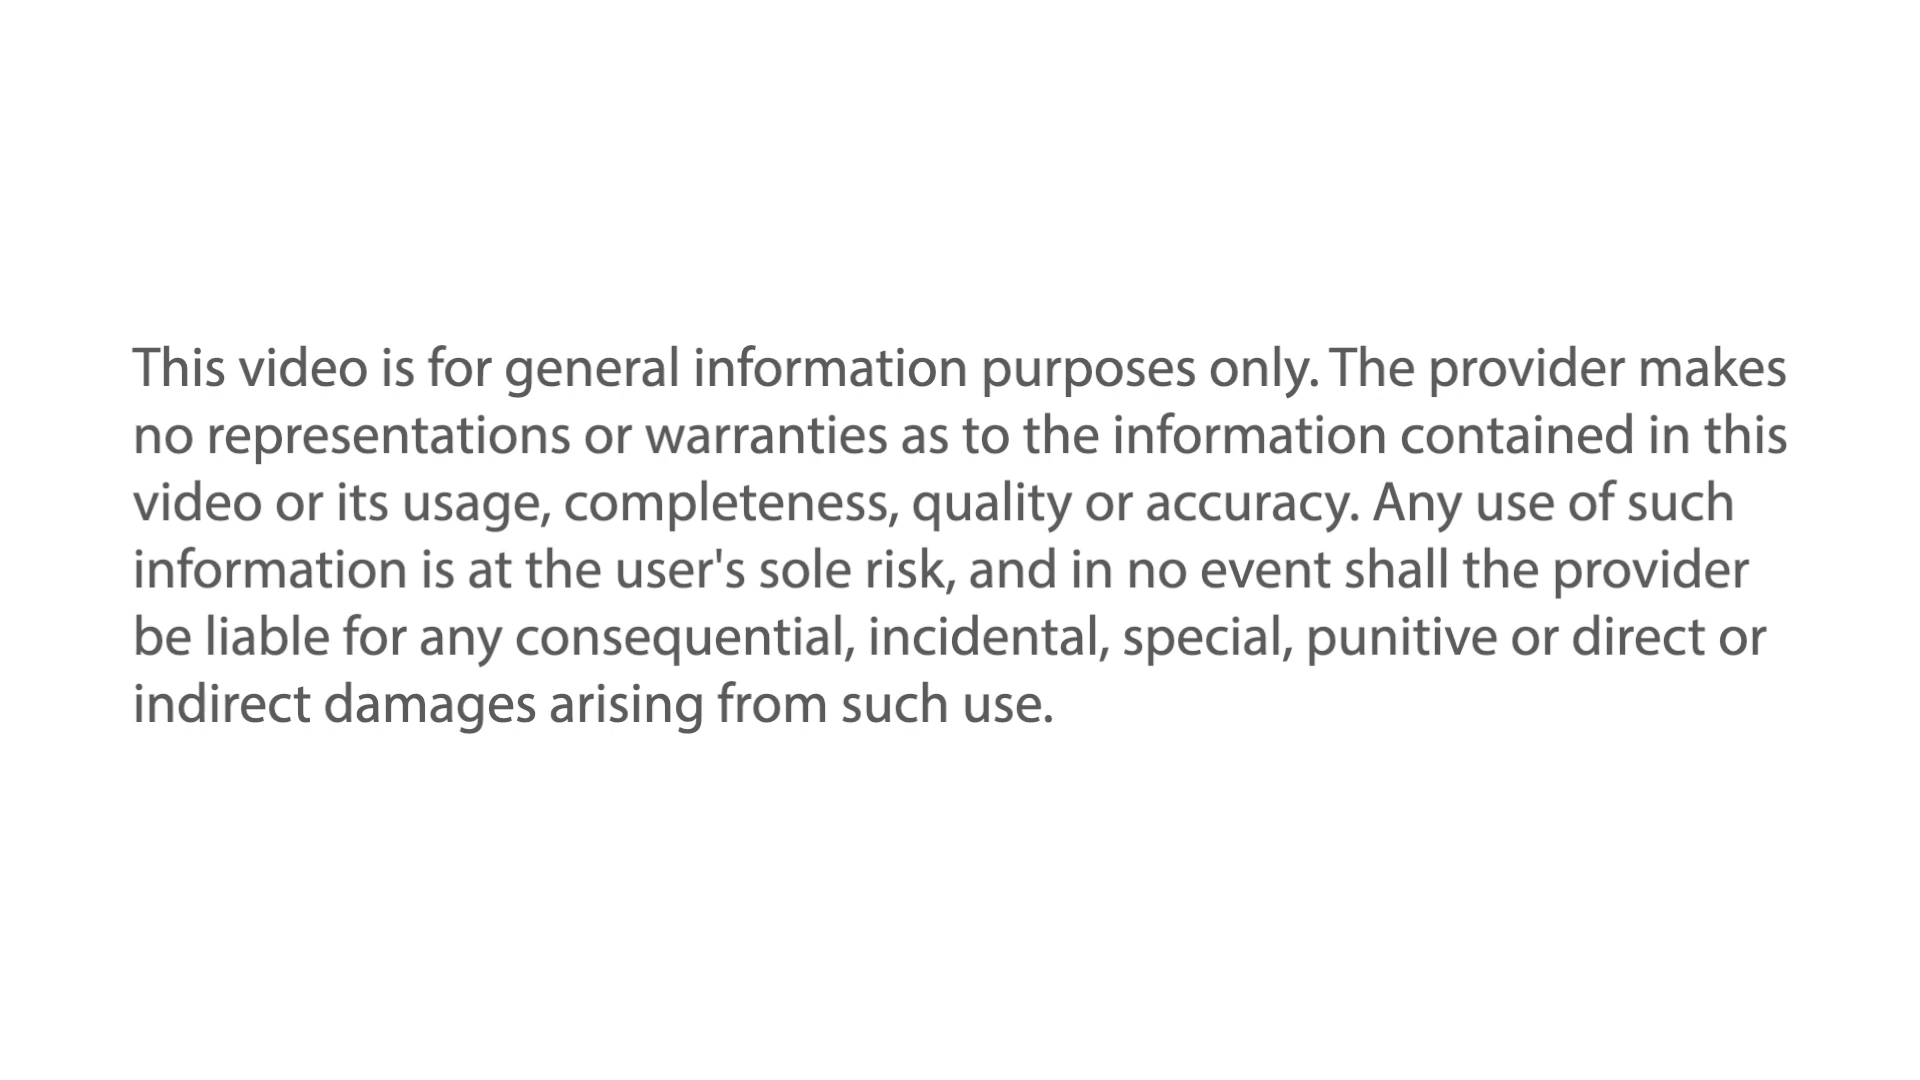 This video is for general information purposes only. The provider makes
no representations or warranties as to the information contained in this
video or its usage, completeness, quality or accuracy. Any use of such
information is at the user's sole risk, and in no event shall the provider
be liable for any consequential, incidental, special, punitive or direct or
indirect damages arising from such use.